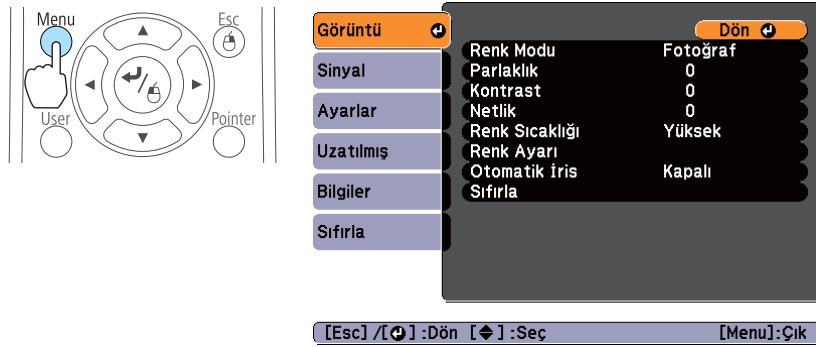 Menu
Esc
User
Pointer
Görüntü
Sinyal
Ayarlar
Uzatılmış
Bilgiler
Sıfırla
Dön
Renk Modu Fotoğraf
Parlaklık 0
Kontrast 0
Netlik 0
Renk Sıcaklığı Yüksek
Renk Ayarı
Otomatik İris Kapalı
Sıfırla
[Esc] /[ ] :Dön [ ] :Seç [Menu]:Çık